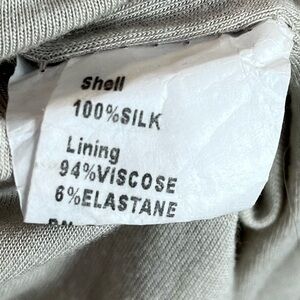 Shell
100%SILK
Lining
94%VISCOSE
6%ELASTANE